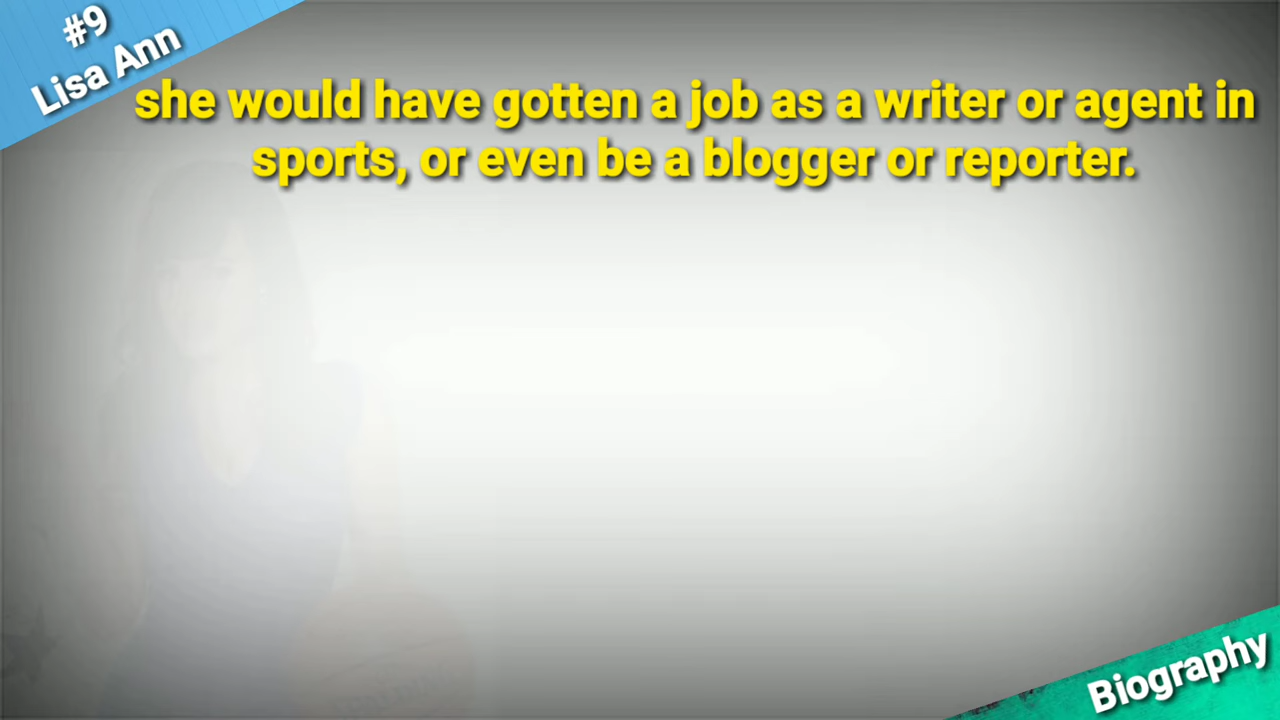 #9
Lisa Ann
she would have gotten a job as a writer or agent in
sports, or even be a blogger or reporter.
Biography